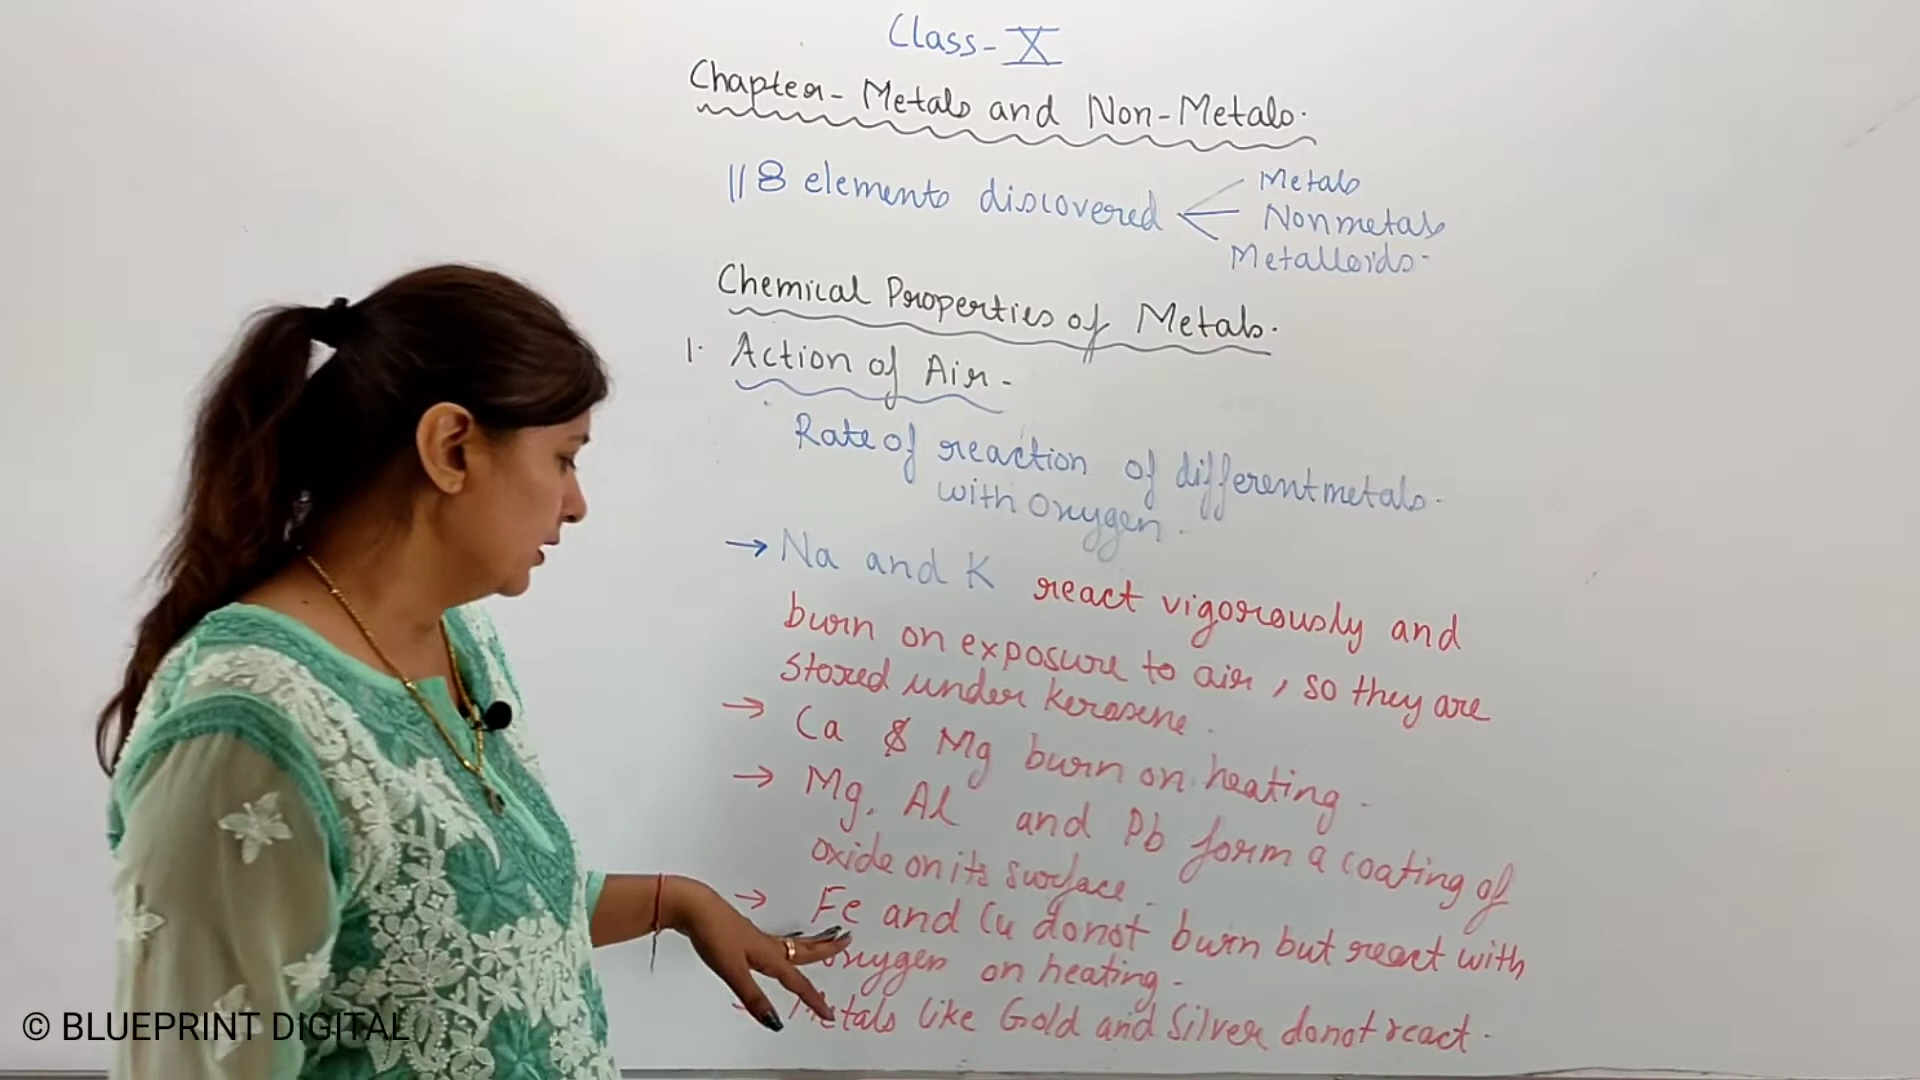 Class-X
Chapter- Metals and Non-Metals.
118 elements discovered
Metals
Nonmetals
Metalloids.
Chemical Properties of Metals.
1. Action of Air-
Rate of reaction of different metals.
with oxygen.
→ Na and K react vigorously and
burn on exposure to air, so they are
stored under kerosene.
→ Ca & Mg burn on heating.
→ Mg, Al and Pb form a coating of
oxide on its surface.
→ Fe and Cu donot burn but react with
oxygen on heating.
→ Metals like Gold and Silver donot react.
© BLUEPRINT DIGITAL